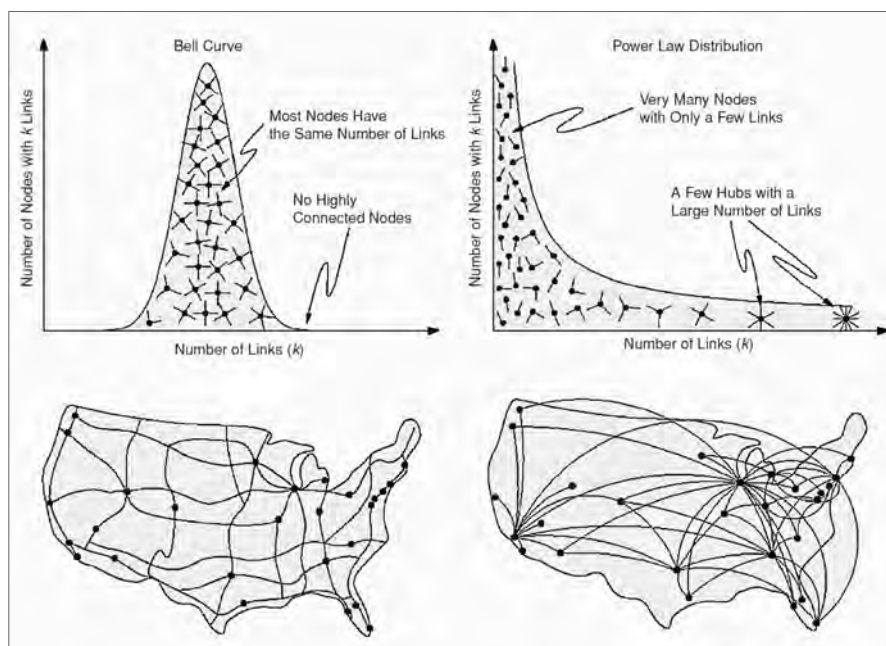 Bell Curve
Number of Nodes with k Links
Most Nodes Have
the Same Number of Links
No Highly
Connected Nodes
Number of Links (k)
Power Law Distribution
Number of Nodes with k Links
Very Many Nodes
with Only a Few Links
A Few Hubs with a
Large Number of Links
Number of Links (k)